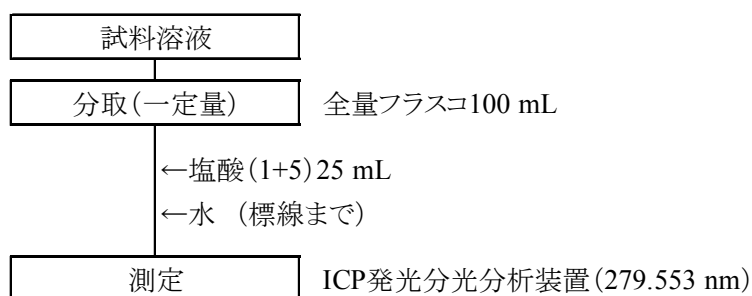 試料溶液
分取(一定量) 全量フラスコ100 mL
←塩酸(1+5)25 mL
←水 (標線まで)
測定 ICP発光分光分析装置(279.553 nm)